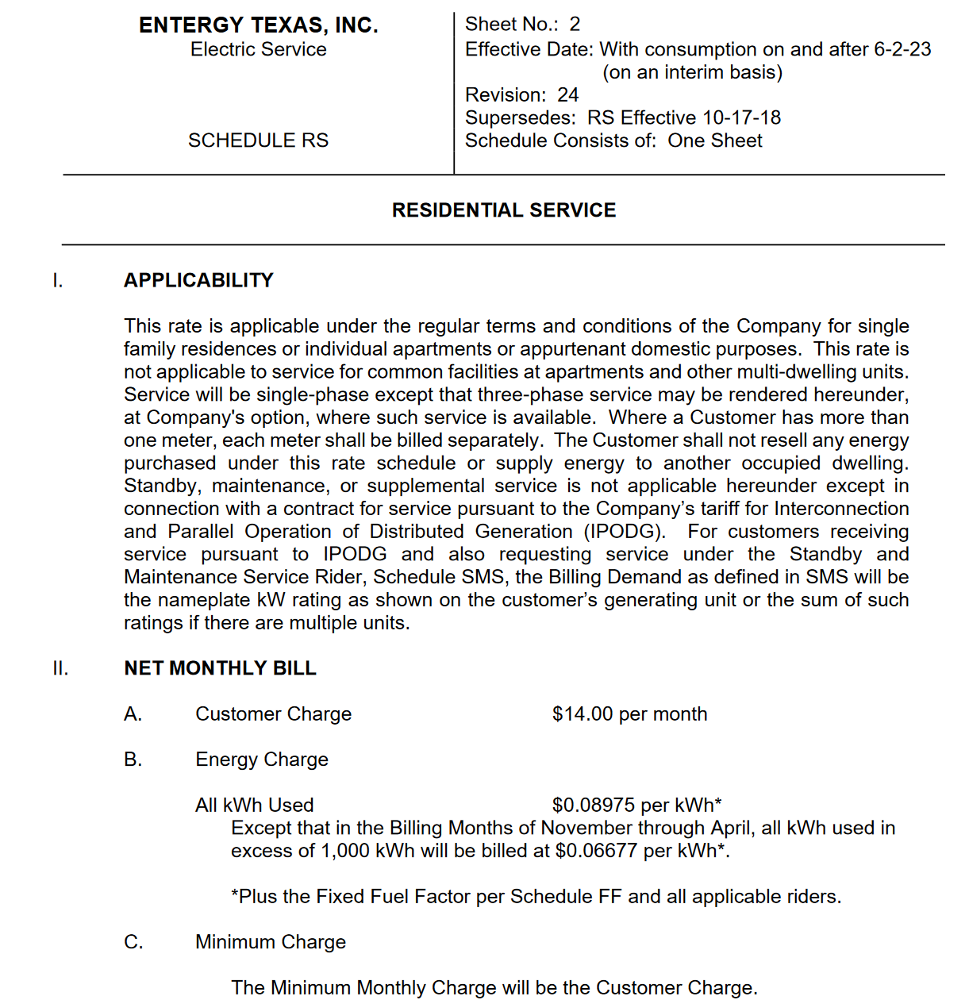 ENTERGY TEXAS, INC.
Electric Service
SCHEDULE RS
Sheet No.: 2
Effective Date: With consumption on and after 6-2-23
(on an interim basis)
Revision: 24
Supersedes: RS Effective 10-17-18
Schedule Consists of: One Sheet
RESIDENTIAL SERVICE
I. APPLICABILITY
This rate is applicable under the regular terms and conditions of the Company for single
family residences or individual apartments or appurtenant domestic purposes. This rate is
not applicable to service for common facilities at apartments and other multi-dwelling units.
Service will be single-phase except that three-phase service may be rendered hereunder,
at Company's option, where such service is available. Where a Customer has more than
one meter, each meter shall be billed separately. The Customer shall not resell any energy
purchased under this rate schedule or supply energy to another occupied dwelling.
Standby, maintenance, or supplemental service is not applicable hereunder except in
connection with a contract for service pursuant to the Company’s tariff for Interconnection
and Parallel Operation of Distributed Generation (IPODG). For customers receiving
service pursuant to IPODG and also requesting service under the Standby and
Maintenance Service Rider, Schedule SMS, the Billing Demand as defined in SMS will be
the nameplate kW rating as shown on the customer’s generating unit or the sum of such
ratings if there are multiple units.
II. NET MONTHLY BILL
A. Customer Charge $14.00 per month
B. Energy Charge
All kWh Used $0.08975 per kWh*
Except that in the Billing Months of November through April, all kWh used in
excess of 1,000 kWh will be billed at $0.06677 per kWh*.
*Plus the Fixed Fuel Factor per Schedule FF and all applicable riders.
C. Minimum Charge
The Minimum Monthly Charge will be the Customer Charge.